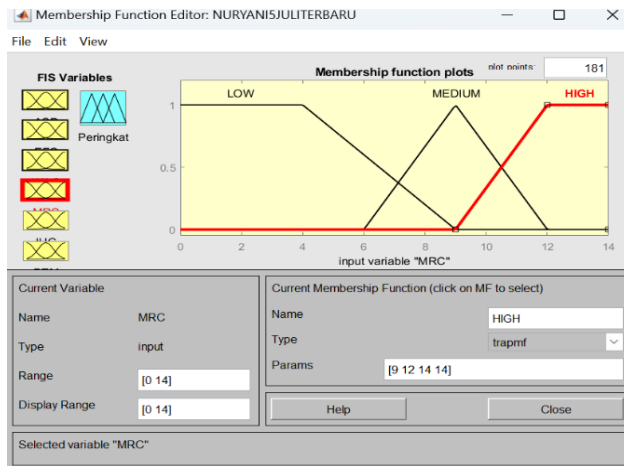 Membership Function Editor: NURYANI5JULITERBARU
File Edit View
FIS Variables
Membership function plots
plot points:
181
Peringkat
LOW
MEDIUM
HIGH
1
0.5
0
0 2 4 6 8 10 12 14
input variable "MRC"
MRC
Current Variable
Name MRC
Type input
Range [0 14]
Display Range [0 14]
Current Membership Function (click on MF to select)
Name HIGH
Type trapmf
Params [9 12 14 14]
Help Close
Selected variable "MRC"